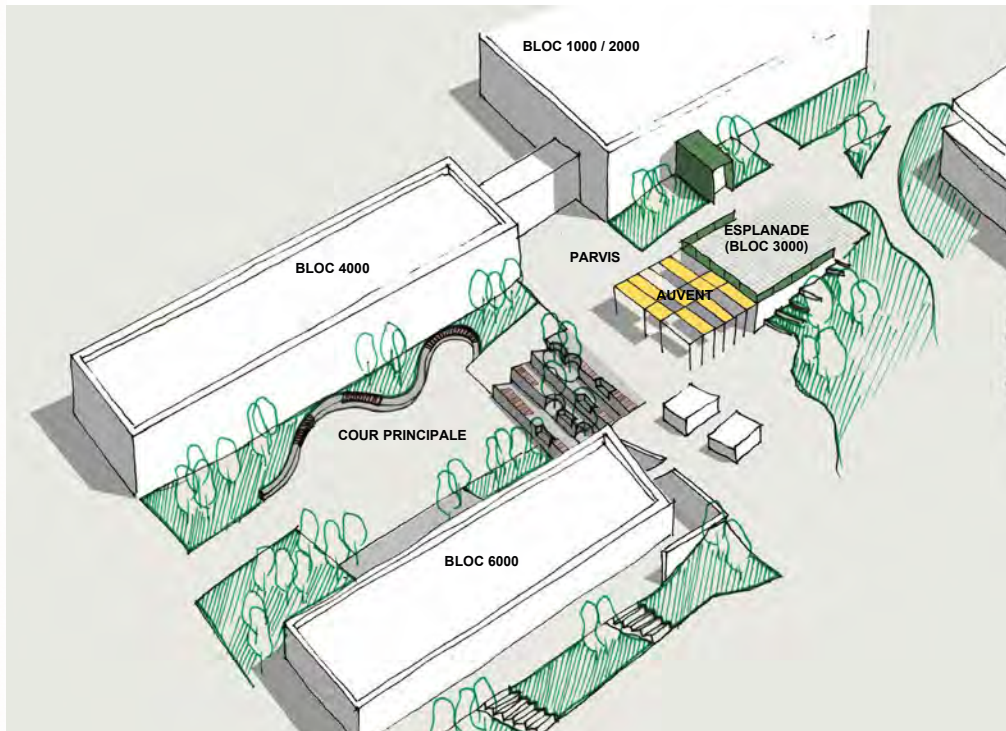 BLOC 1000 / 2000
ESPLANADE
(BLOC 3000)
PARVIS
BLOC 4000
AUVENT
COUR PRINCIPALE
BLOC 6000